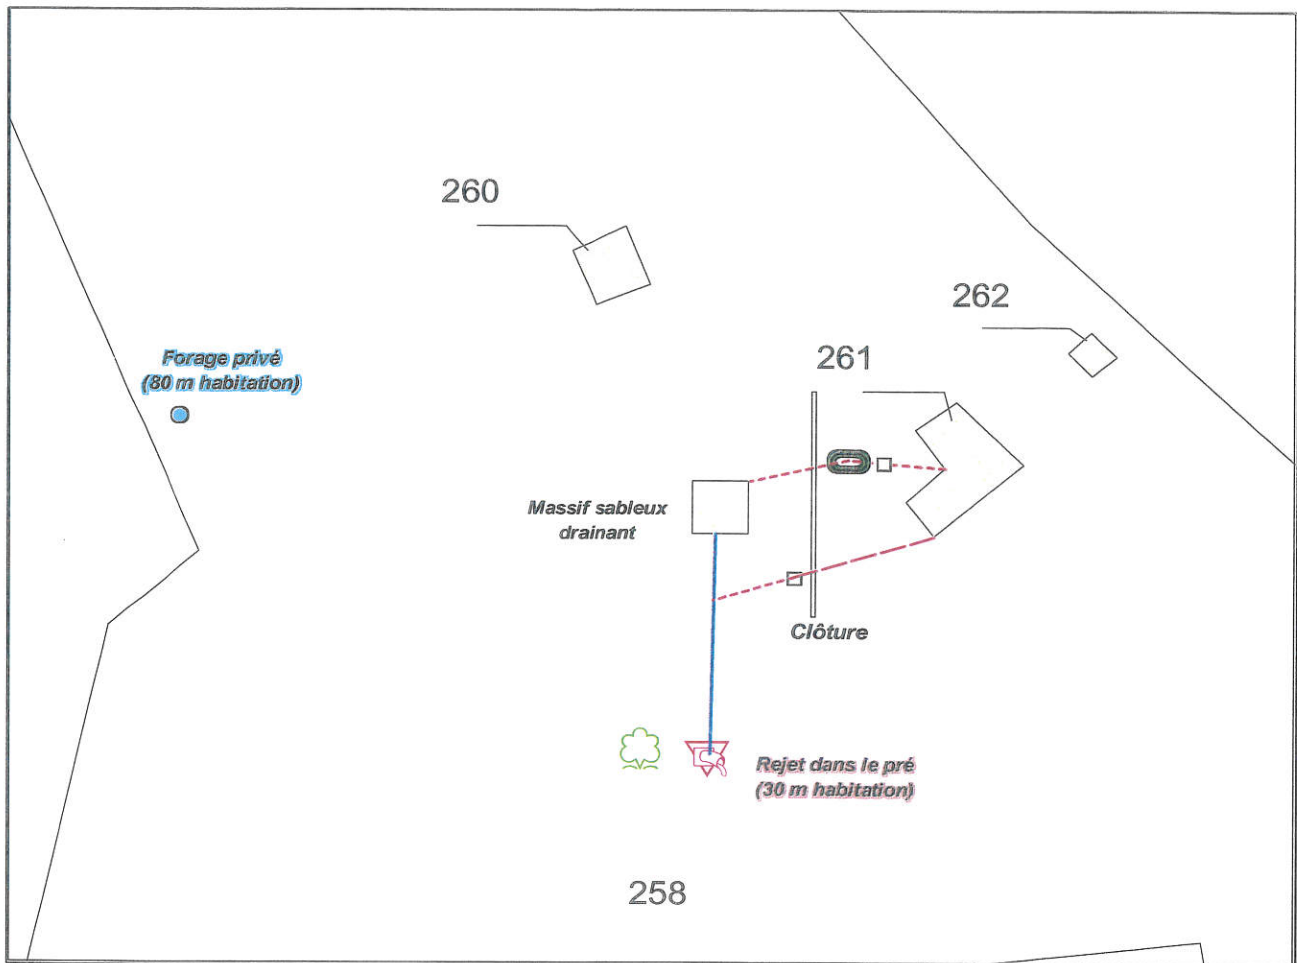 260
262
Forage privé
(80 m habitation)
261
Massif sableux
drainant
Clôture
Rejet dans le pré
(30 m habitation)
258